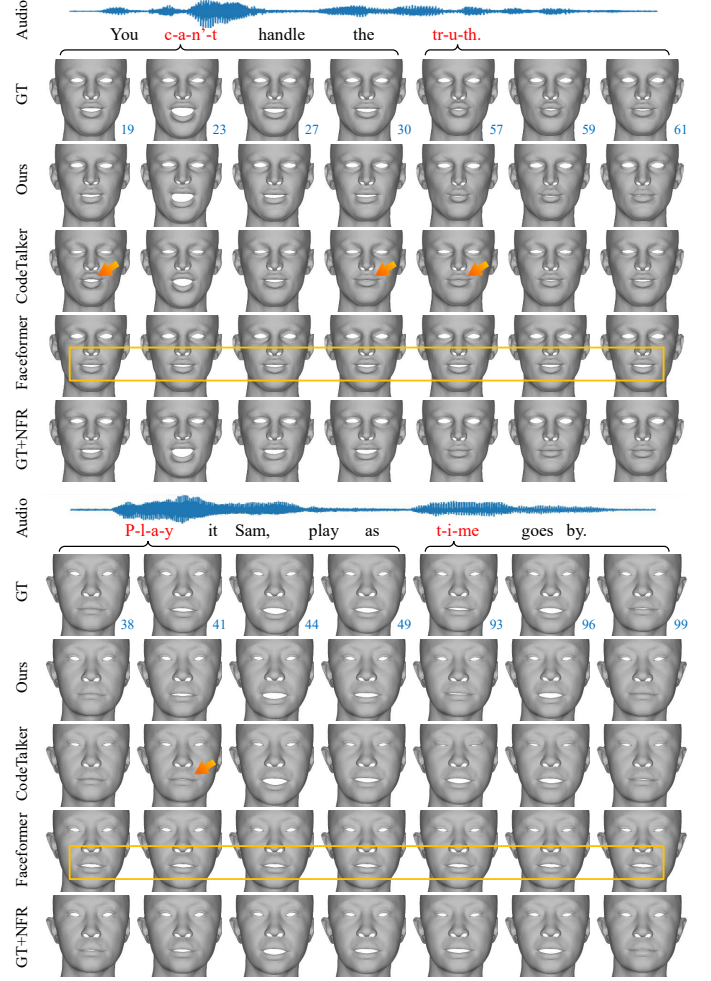 Audio
You c-a-n'-t handle the tr-u-th.
GT
19 23 27 30 57 59 61
Ours
CodeTalker
Faceformer
GT+NFR
Audio
P-l-a-y it Sam, play as t-i-me goes by.
GT
38 41 44 49 93 96 99
Ours
CodeTalker
Faceformer
GT+NFR